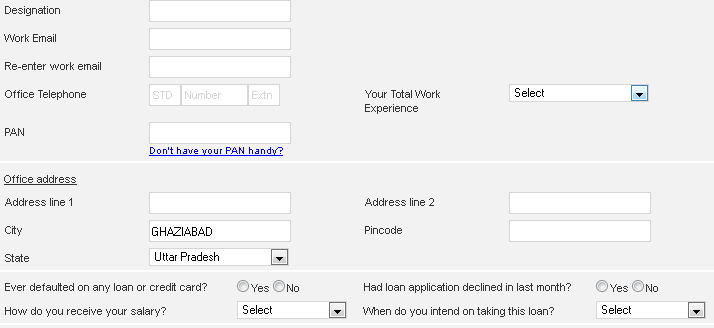 Designation
Work Email
Re-enter work email
Office Telephone STD Number Extn Your Total Work Select
Experience
PAN
Don't have your PAN handy?
Office address
Address line 1 Address line 2
City GHAZIABAD Pincode
State Uttar Pradesh
Ever defaulted on any loan or credit card? Yes No Had loan application declined in last month? Yes No
How do you receive your salary? Select When do you intend on taking this loan? Select